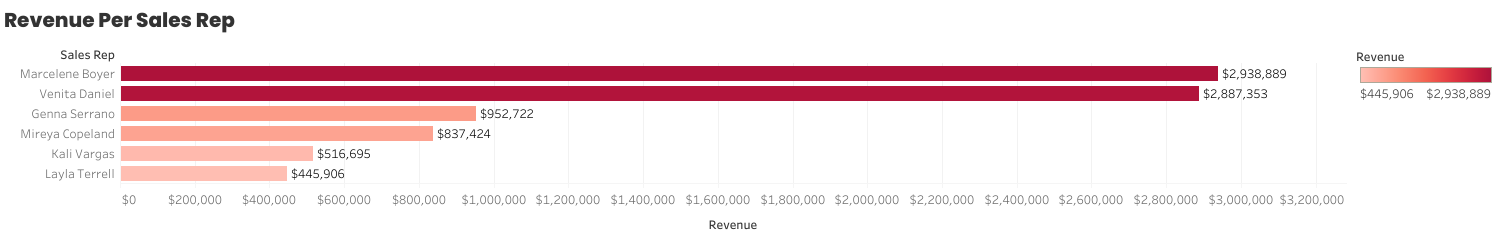 Revenue Per Sales Rep
Sales Rep
Marcelene Boyer $2,938,889
Venita Daniel $2,887,353
Genna Serrano $952,722
Mireya Copeland $837,424
Kali Vargas $516,695
Layla Terrell $445,906
$0 $200,000 $400,000 $600,000 $800,000 $1,000,000 $1,200,000 $1,400,000 $1,600,000 $1,800,000 $2,000,000 $2,200,000 $2,400,000 $2,600,000 $2,800,000 $3,000,000 $3,200,000
Revenue
Revenue
$445,906 $2,938,889